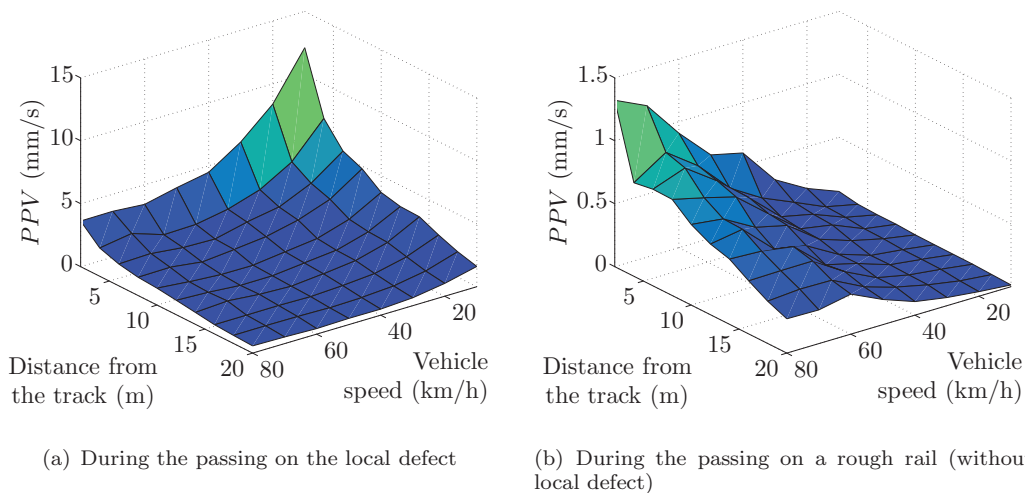 15
10
5
0
PPV (mm/s)
5
10
15
20
Distance from
the track (m)
80
60
40
20
Vehicle
speed (km/h)
(a) During the passing on the local defect
1.5
1
0.5
0
PPV (mm/s)
5
10
15
20
Distance from
the track (m)
80
60
40
20
Vehicle
speed (km/h)
(b) During the passing on a rough rail (withou
local defect)